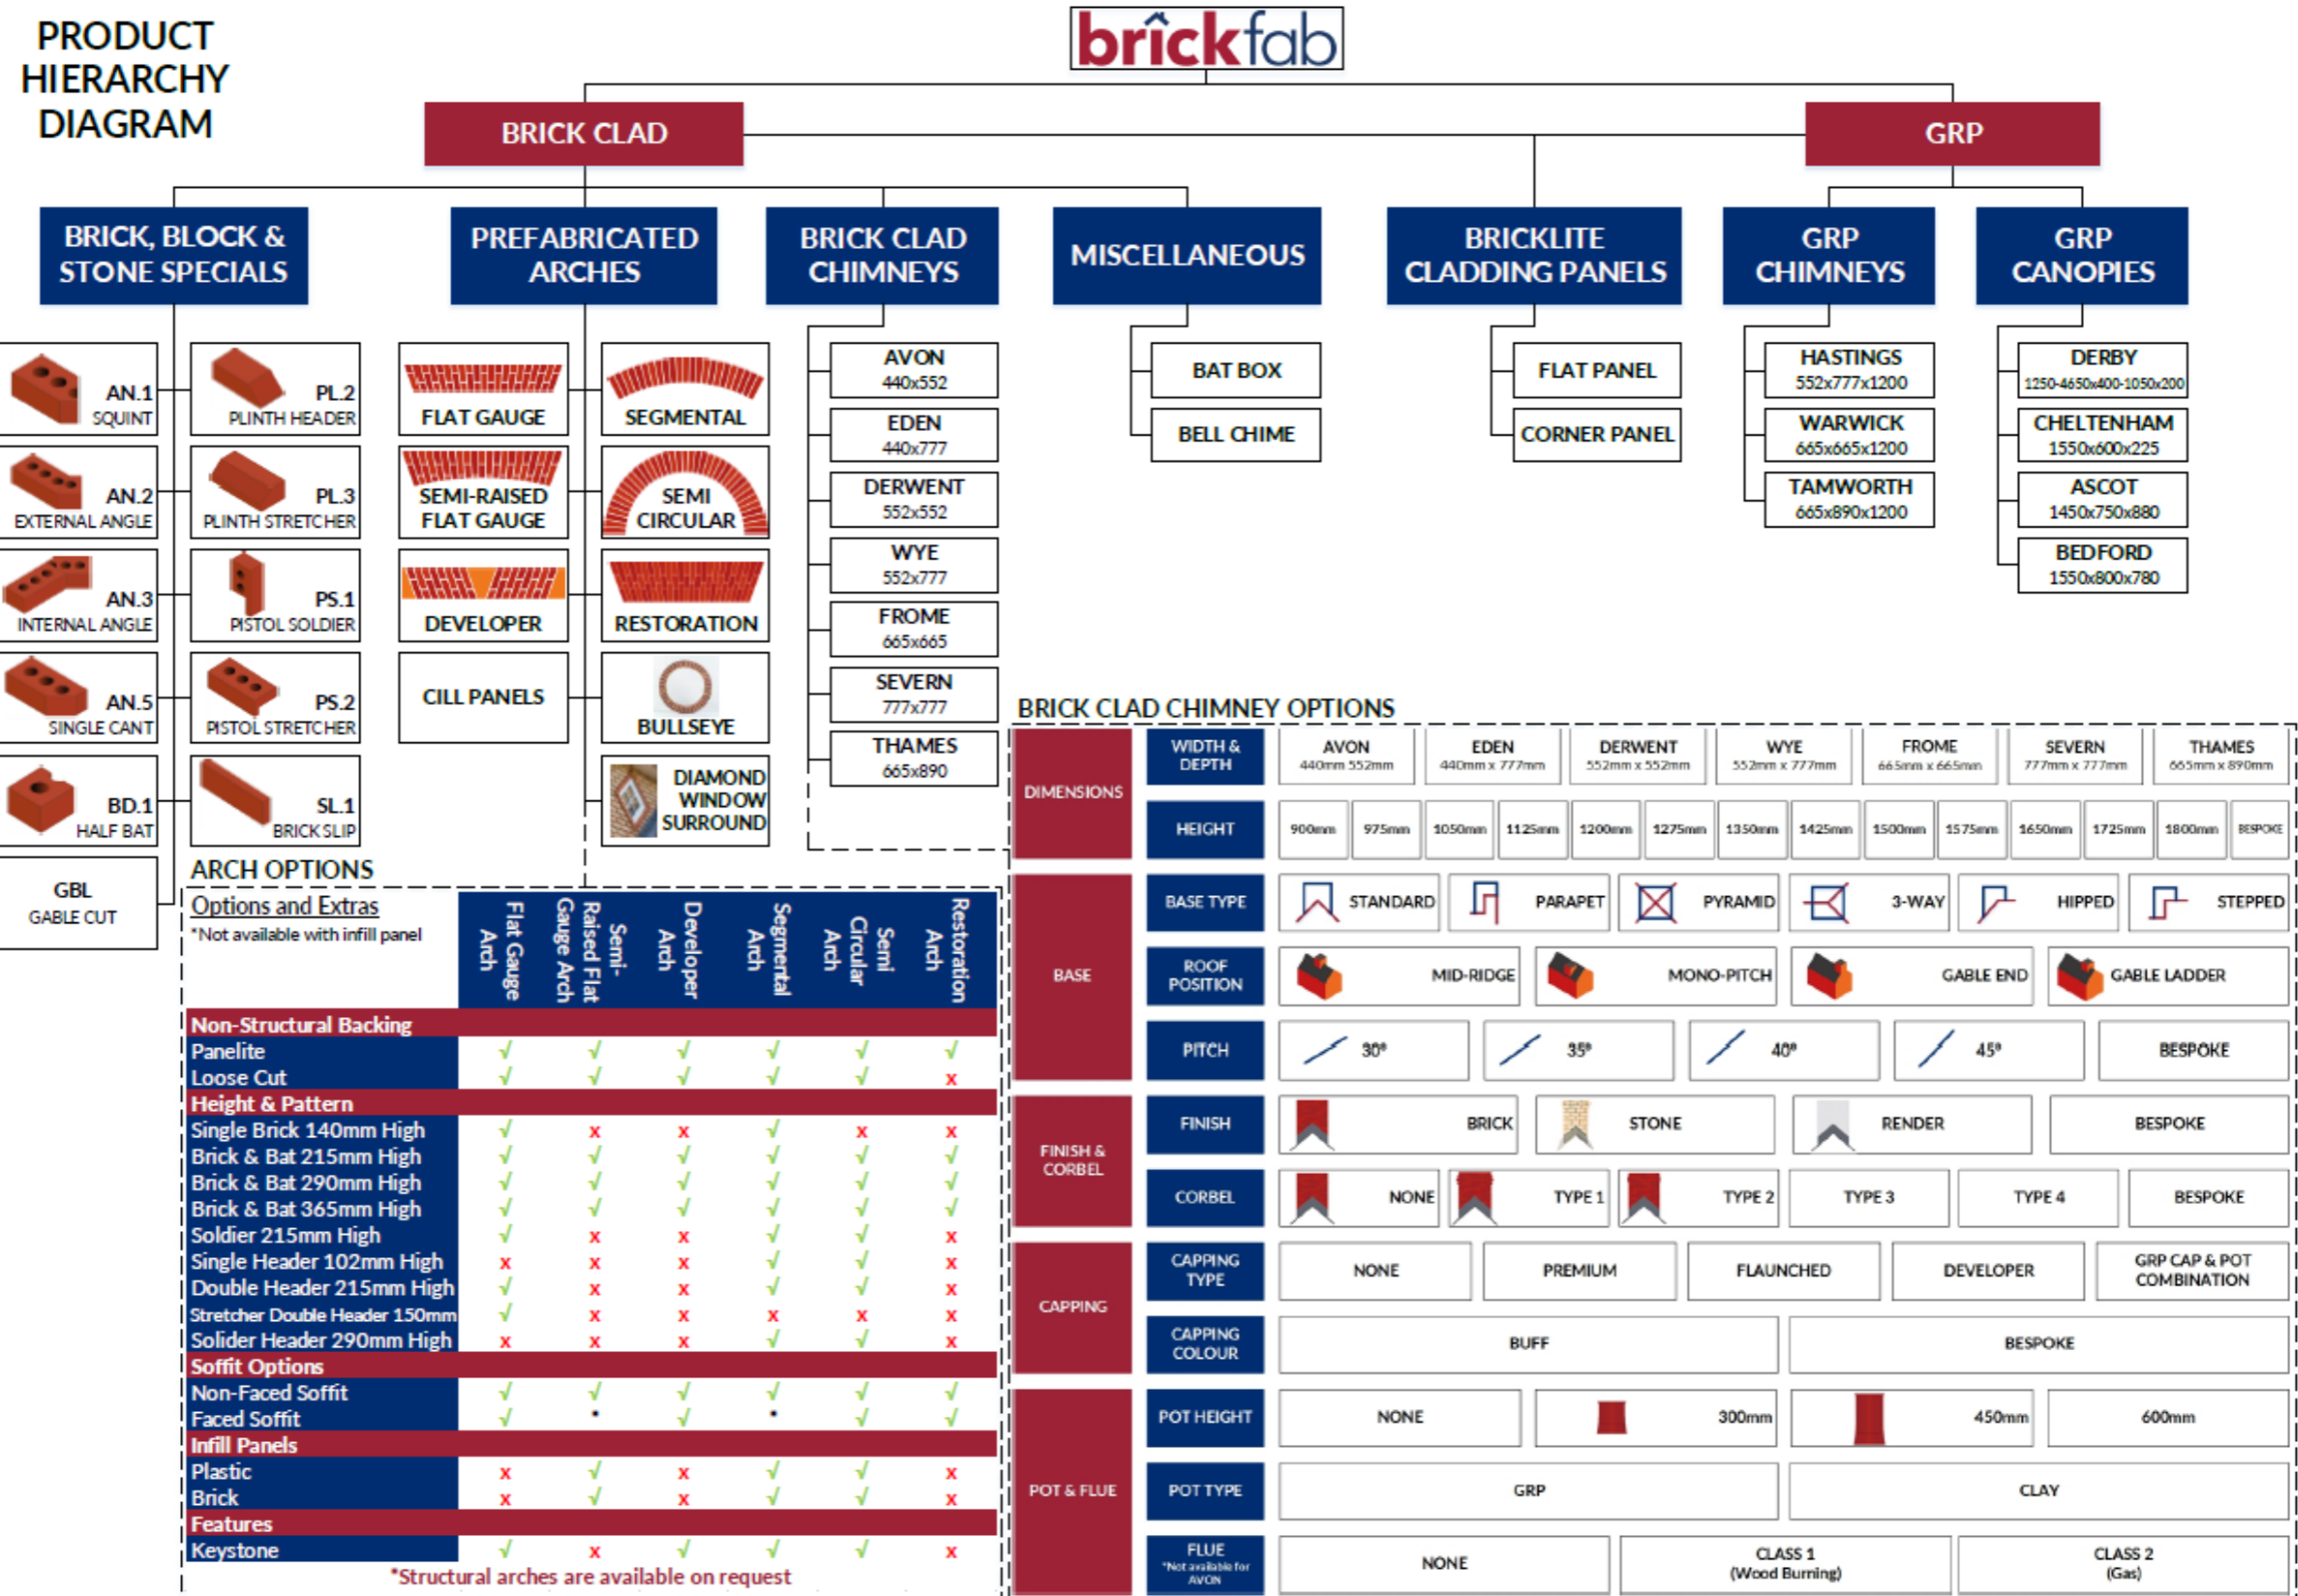 PRODUCT
HIERARCHY
DIAGRAM
brickfab
BRICK CLAD
GRP
BRICK, BLOCK &
STONE SPECIALS
PREFABRICATED
ARCHES
BRICK CLAD
CHIMNEYS
MISCELLANEOUS
BRICKLITE
CLADDING PANELS
GRP
CHIMNEYS
GRP
CANOPIES
AN.1
SQUINT
PL.2
PLINTH HEADER
AN.2
EXTERNAL ANGLE
PL.3
PLINTH STRETCHER
AN.3
INTERNAL ANGLE
PS.1
PISTOL SOLDIER
AN.5
SINGLE CANT
PS.2
PISTOL STRETCHER
BD.1
HALF BAT
SL.1
BRICK SLIP
GBL
GABLE CUT
FLAT GAUGE
SEGMENTAL
SEMI-RAISED
FLAT GAUGE
SEMI
CIRCULAR
DEVELOPER
RESTORATION
CILL PANELS
BULLSEYE
DIAMOND
WINDOW
SURROUND
AVON
440x552
EDEN
440x777
DERWENT
552x552
WYE
552x777
FROME
665x665
SEVERN
777x777
THAMES
665x890
BAT BOX
BELL CHIME
FLAT PANEL
CORNER PANEL
HASTINGS
552x777x1200
WARWICK
665x665x1200
TAMWORTH
665x890x1200
DERBY
1250-4650x400-1050x200
CHELTENHAM
1550x600x225
ASCOT
1450x750x880
BEDFORD
1550x800x780
ARCH OPTIONS
Options and Extras
*Not available with infill panel
Flat Gauge
Arch
Semi-
Raised Flat
Gauge Arch
Developer
Arch
Segmental
Arch
Semi
Circular
Arch
Restoration
Arch
Non-Structural Backing
Panelite √ √ √ √ √ √
Loose Cut √ √ √ √ √ x
Height & Pattern
Single Brick 140mm High √ x x √ x x
Brick & Bat 215mm High √ √ √ √ √ √
Brick & Bat 290mm High √ √ √ √ √ √
Brick & Bat 365mm High √ √ √ √ √ √
Soldier 215mm High √ x x √ √ x
Single Header 102mm High x x x √ √ x
Double Header 215mm High √ x x √ √ x
Stretcher Double Header 150mm √ x x x x x
Solider Header 290mm High x x x √ √ x
Soffit Options
Non-Faced Soffit √ √ √ √ √ √
Faced Soffit √ * √ * √ √
Infill Panels
Plastic x √ x √ √ x
Brick x √ x √ √ x
Features
Keystone √ x √ √ √ x
*Structural arches are available on request
BRICK CLAD CHIMNEY OPTIONS
DIMENSIONS
WIDTH &
DEPTH
AVON
440mm 552mm
EDEN
440mm x 777mm
DERWENT
552mm x 552mm
WYE
552mm x 777mm
FROME
665mm x 665mm
SEVERN
777mm x 777mm
THAMES
665mm x 890mm
HEIGHT
900mm 975mm 1050mm 1125mm 1200mm 1275mm 1350mm 1425mm 1500mm 1575mm 1650mm 1725mm 1800mm BESPOKE
BASE
BASE TYPE
STANDARD PARAPET PYRAMID 3-WAY HIPPED STEPPED
ROOF
POSITION
MID-RIDGE MONO-PITCH GABLE END GABLE LADDER
PITCH
30° 35° 40° 45° BESPOKE
FINISH &
CORBEL
FINISH
BRICK STONE RENDER BESPOKE
CORBEL
NONE TYPE 1 TYPE 2 TYPE 3 TYPE 4 BESPOKE
CAPPING
CAPPING
TYPE
NONE PREMIUM FLAUNCHED DEVELOPER
GRP CAP & POT
COMBINATION
CAPPING
COLOUR
BUFF BESPOKE
POT & FLUE
POT HEIGHT
NONE 300mm 450mm 600mm
POT TYPE
GRP CLAY
FLUE
*Not available for
AVON
NONE
CLASS 1
(Wood Burning)
CLASS 2
(Gas)